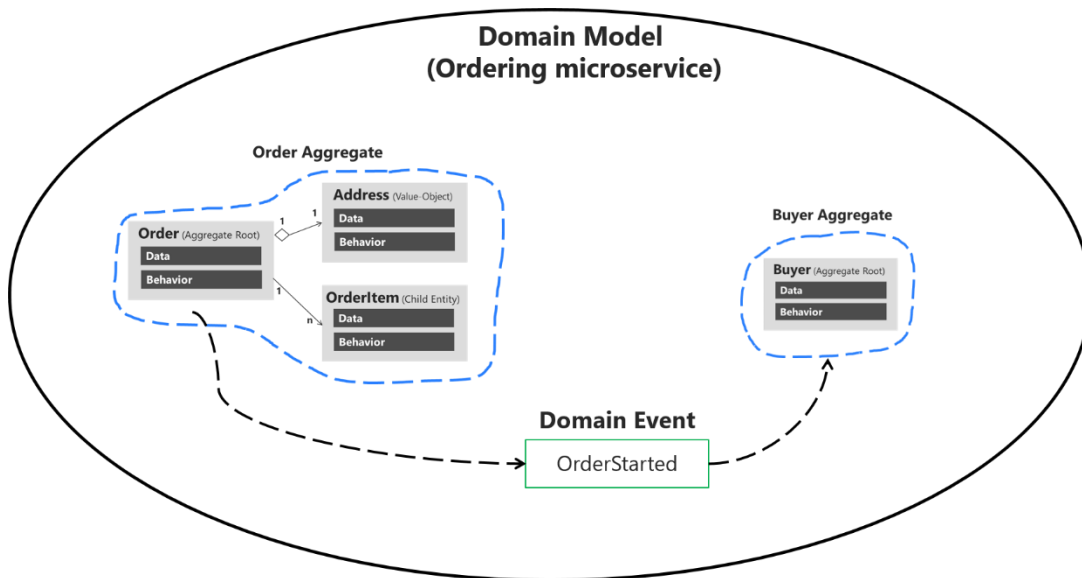 Domain Model
(Ordering microservice)
Order Aggregate
Address (Value-Object)
Data
Behavior
1
1
Order (Aggregate Root)
Data
Behavior
1
n
OrderItem (Child Entity)
Data
Behavior
Buyer Aggregate
Buyer (Aggregate Root)
Data
Behavior
Domain Event
OrderStarted